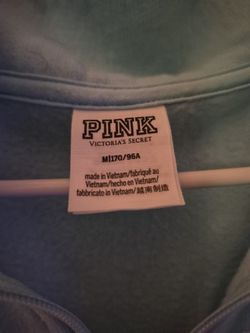 PINK
VICTORIA'S SECRET
M|170/96A
made in Vietnam/fabriqué au
Vietnam/hecho en Vietnam/
fabbricato in Vietnam/越南制造